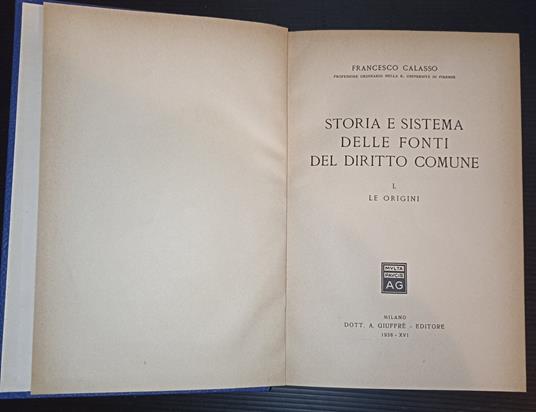 FRANCESCO CALASSO
PROFESSORE ORDINARIO NELLA R. UNIVERSITÀ DI FIRENZE
STORIA E SISTEMA
DELLE FONTI
DEL DIRITTO COMUNE
I.
LE ORIGINI
MULTA
PAUCIS
AG
MILANO
DOTT. A. GIUFFRÈ - EDITORE
1938 - XVI